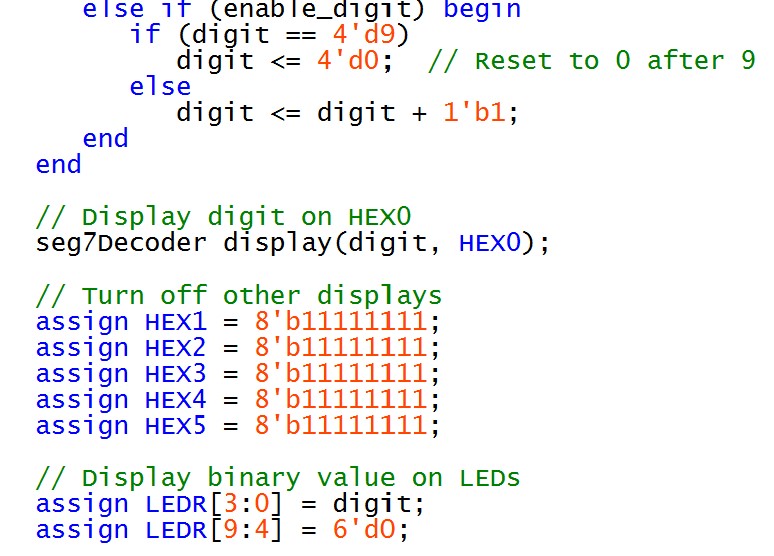 else if (enable_digit) begin
if (digit == 4'd9)
digit <= 4'd0; // Reset to 0 after 9
else
digit <= digit + 1'b1;
end
end
// Display digit on HEX0
seg7Decoder display(digit, HEX0);
// Turn off other displays
assign HEX1 = 8'b11111111;
assign HEX2 = 8'b11111111;
assign HEX3 = 8'b11111111;
assign HEX4 = 8'b11111111;
assign HEX5 = 8'b11111111;
// Display binary value on LEDs
assign LEDR[3:0] = digit;
assign LEDR[9:4] = 6'd0;